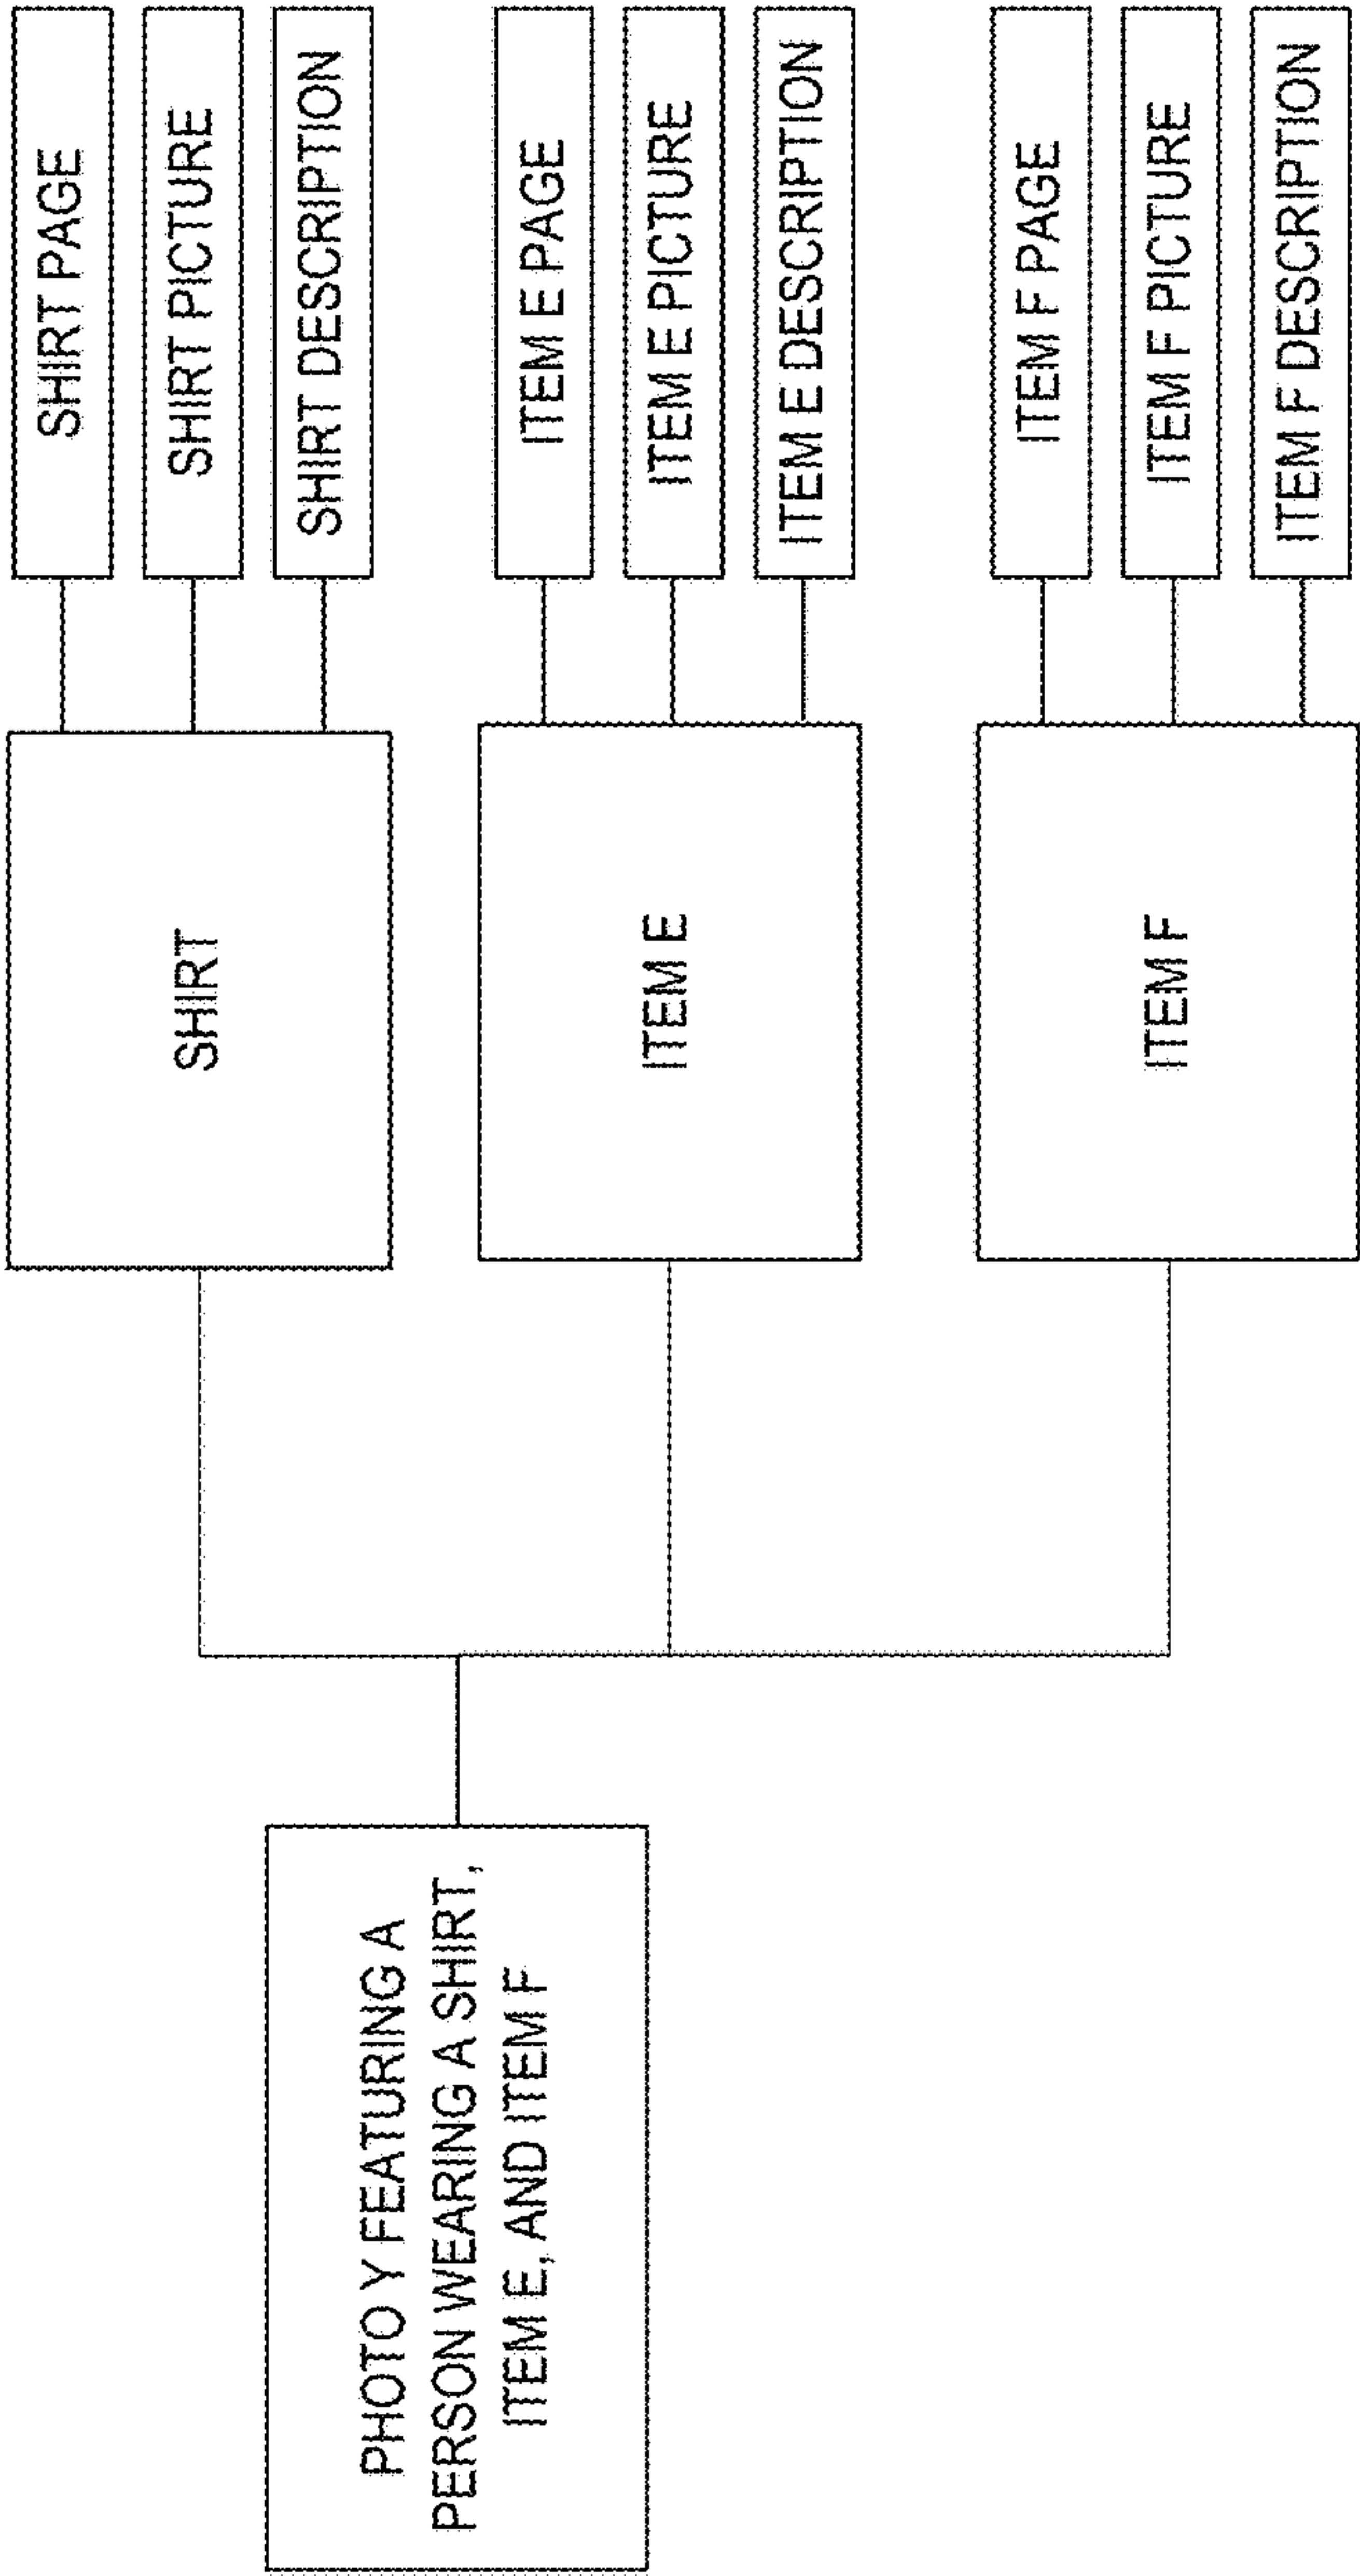 PHOTO Y FEATURING A
PERSON WEARING A SHIRT,
ITEM E, AND ITEM F
SHIRT
SHIRT PAGE
SHIRT PICTURE
SHIRT DESCRIPTION
ITEM E
ITEM E PAGE
ITEM E PICTURE
ITEM E DESCRIPTION
ITEM F
ITEM F PAGE
ITEM F PICTURE
ITEM F DESCRIPTION